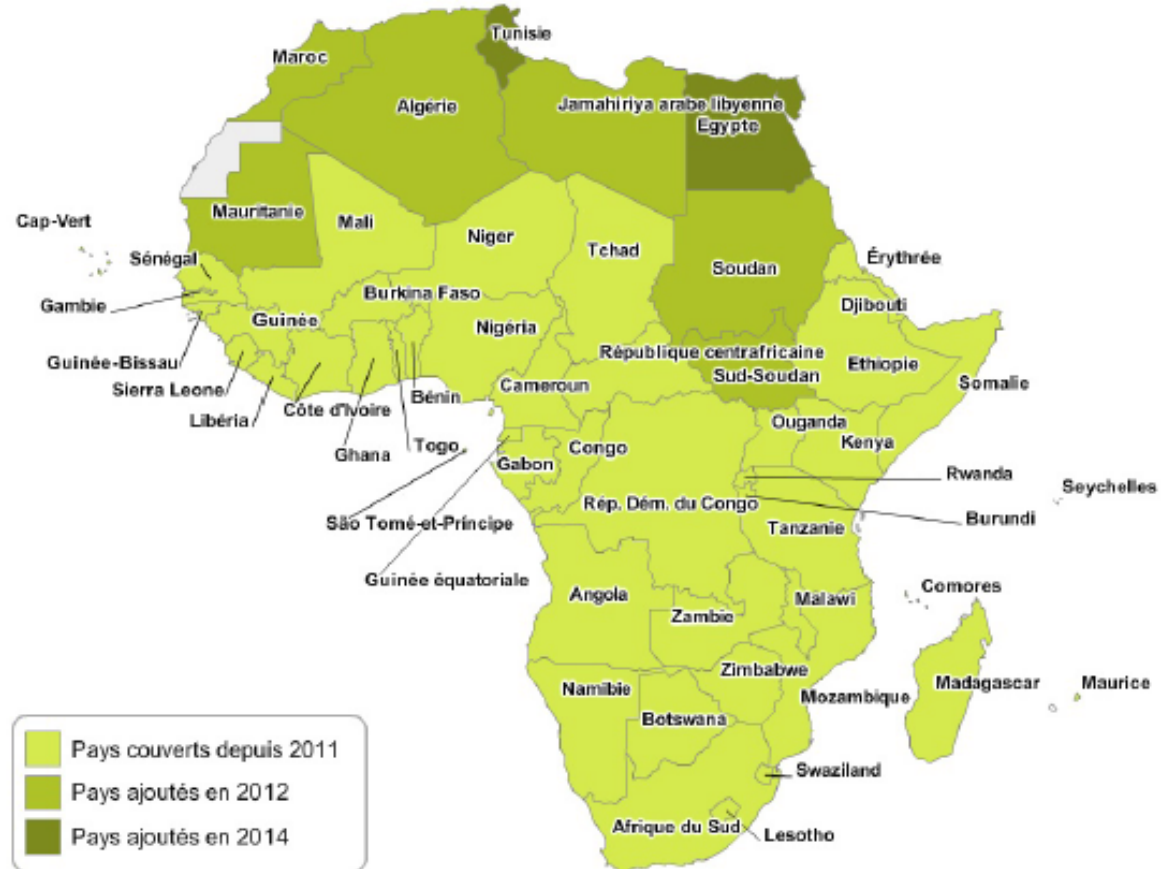 Tunisie
Maroc
Algérie
Jamahiriya arabe libyenne
Egypte
Mauritanie
Cap-Vert
Mali
Niger
Tchad
Sénégal
Soudan
Érythrée
Gambie
Burkina Faso
Djibouti
Guinée
Nigéria
Guinée-Bissau
République centrafricaine
Ethiopie
Sierra Leone
Sud-Soudan
Somalie
Cameroun
Bénin
Libéria
Côte d'Ivoire
Ouganda
Kenya
Ghana
Togo
Congo
Gabon
Rwanda
Seychelles
Rép. Dém. du Congo
Burundi
São Tomé-et-Príncipe
Tanzanie
Guinée équatoriale
Comores
Angola
Malawi
Zambie
Zimbabwe
Madagascar
Maurice
Namibie
Mozambique
Botswana
Swaziland
Afrique du Sud
Lesotho
Pays couverts depuis 2011
Pays ajoutés en 2012
Pays ajoutés en 2014